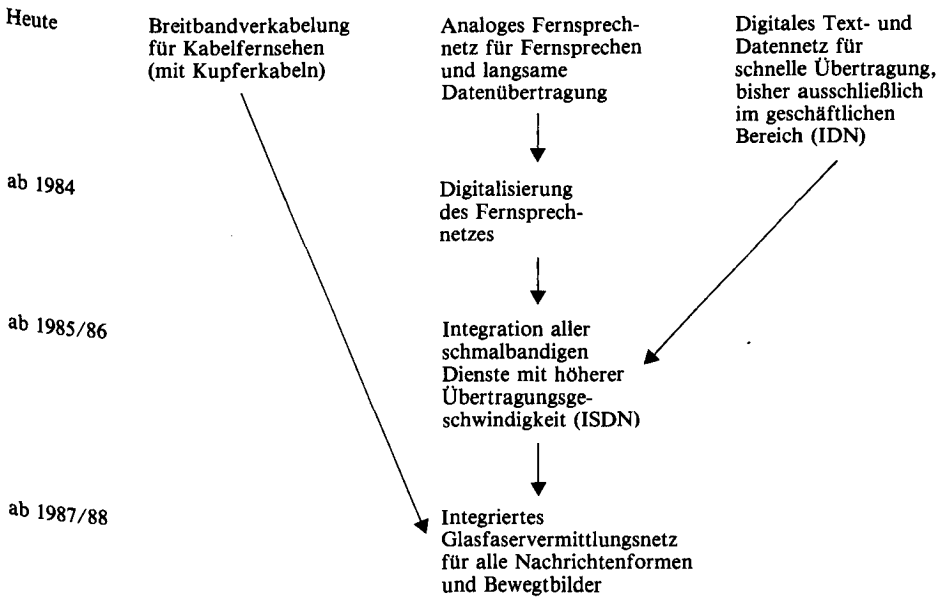 Heute
Breitbandverkabelung
für Kabelfernsehen
(mit Kupferkabeln)
Analoges Fernsprech-
netz für Fernsprechen
und langsame
Datenübertragung
Digitales Text- und
Datennetz für
schnelle Übertragung,
bisher ausschließlich
im geschäftlichen
Bereich (IDN)
ab 1984
Digitalisierung
des Fernsprech-
netzes
ab 1985/86
Integration aller
schmalbandigen
Dienste mit höherer
Übertragungsge-
schwindigkeit (ISDN)
ab 1987/88
Integriertes
Glasfaservermittlungsnetz
für alle Nachrichtenformen
und Bewegtbilder